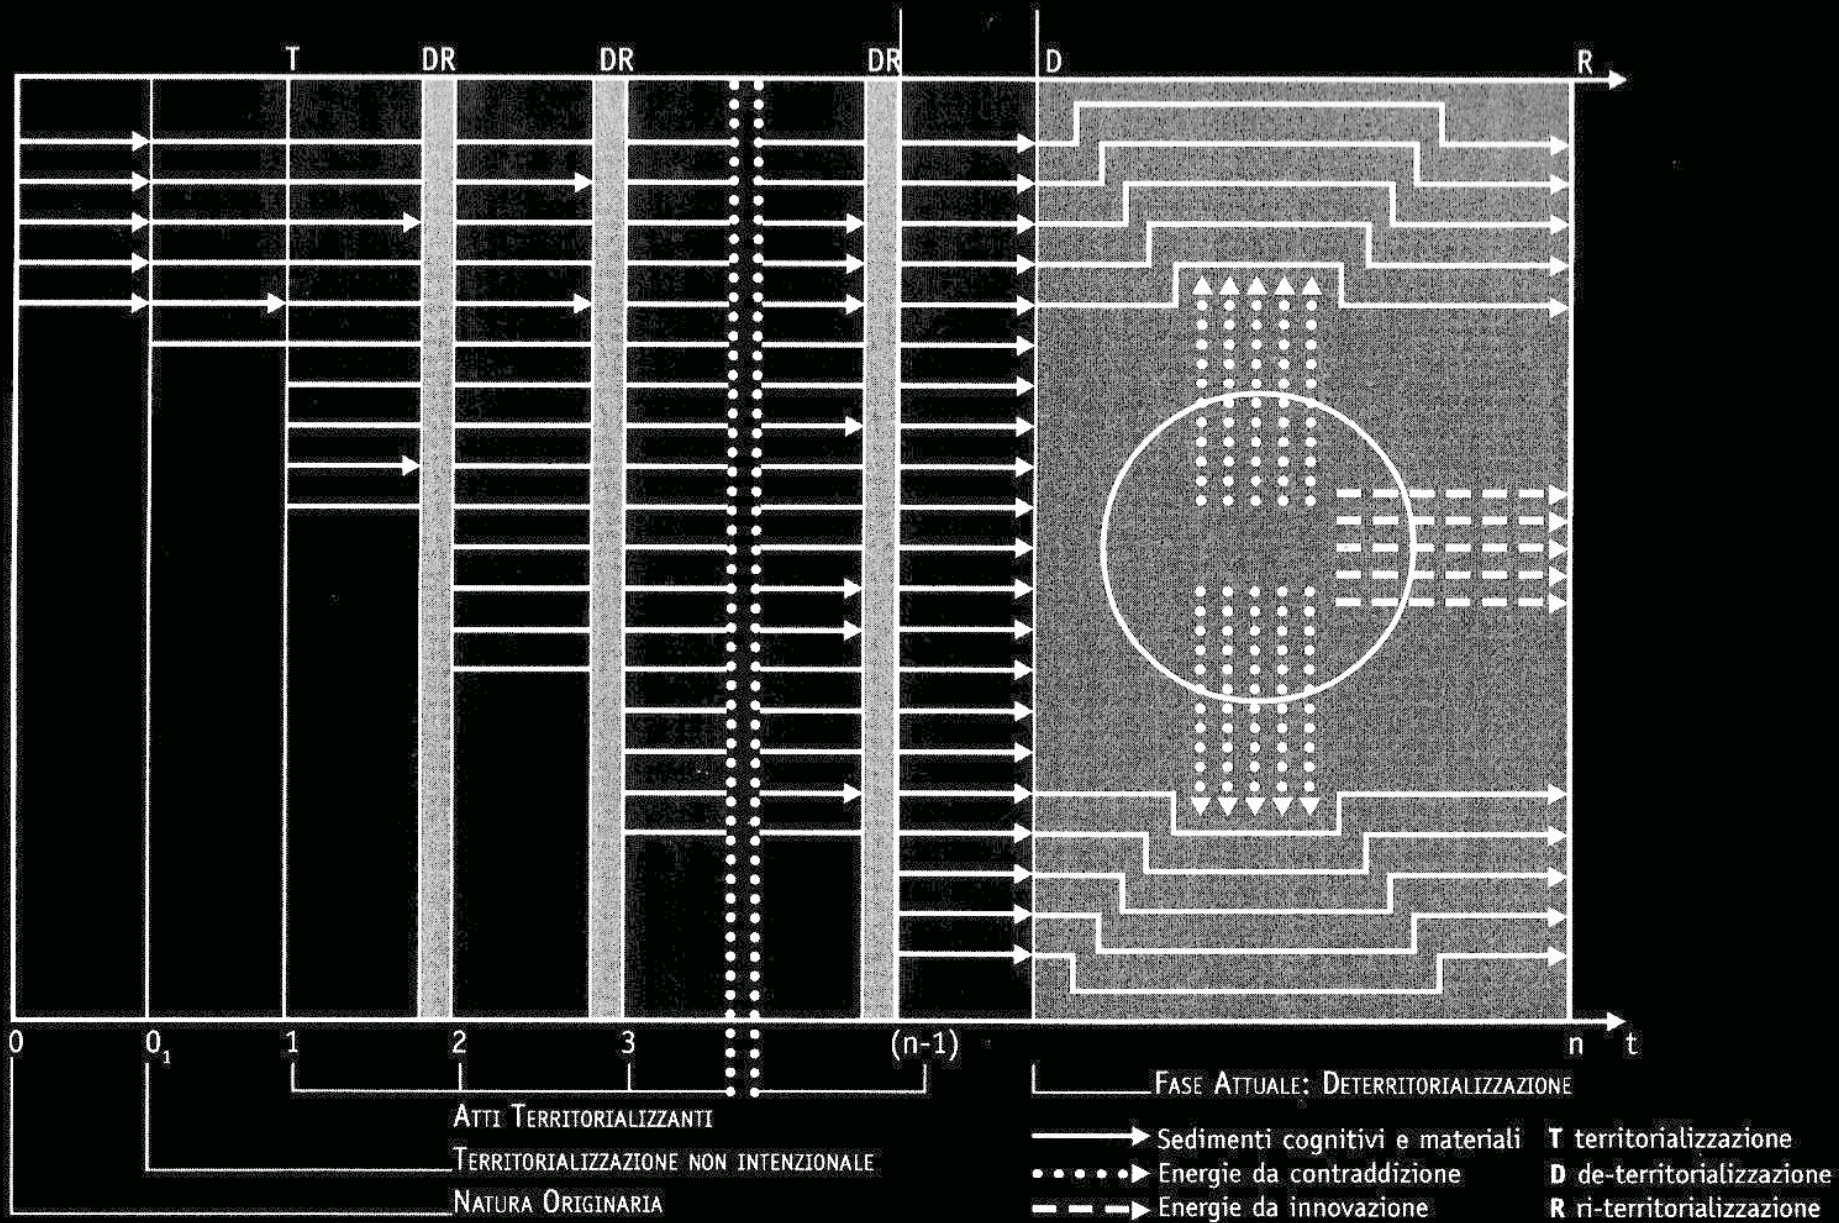 T DR DR DR D R
0 0₁ 1 2 3 (n-1) n t
FASE ATTUALE: DETERRITORIALIZZAZIONE
ATTI TERRITORIALIZZANTI
TERRITORIALIZZAZIONE NON INTENZIONALE
NATURA ORIGINARIA
Sedimenti cognitivi e materiali
Energie da contraddizione
Energie da innovazione
T territorializzazione
D de-territorializzazione
R ri-territorializzazione